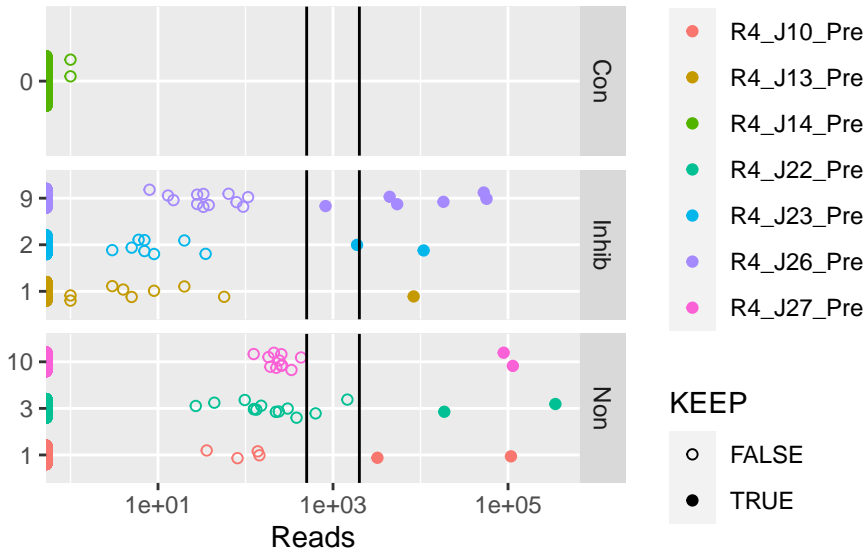 0
Con
9
2
1
Inhib
10
3
1
Non
1e+01
1e+03
1e+05
Reads
R4_J10_Pre
R4_J13_Pre
R4_J14_Pre
R4_J22_Pre
R4_J23_Pre
R4_J26_Pre
R4_J27_Pre
KEEP
FALSE
TRUE